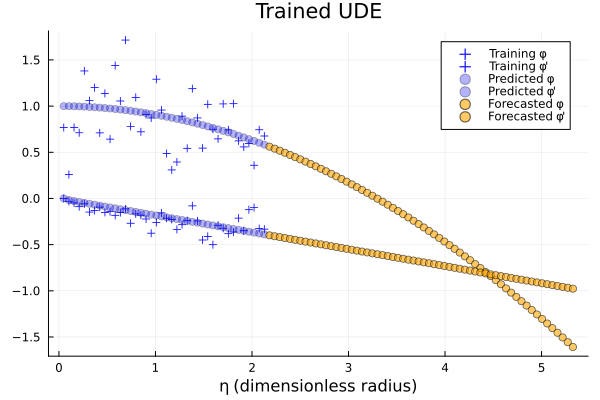 Trained UDE
Training φ
Training φ'
Predicted φ
Predicted φ'
Forecasted φ
Forecasted φ'
1.5
1.0
0.5
0.0
−0.5
−1.0
−1.5
0 1 2 3 4 5
η (dimensionless radius)